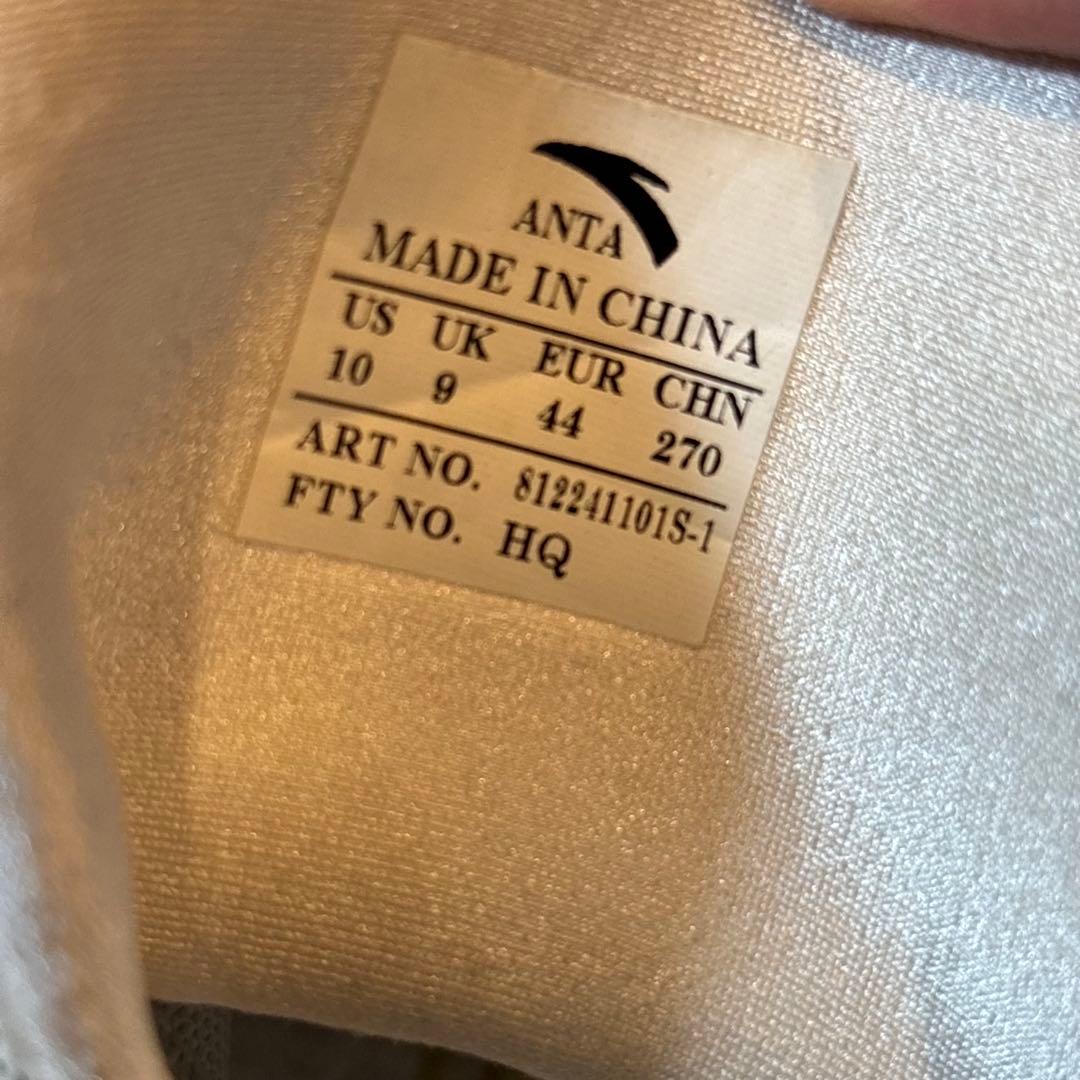 ANTA
MADE IN CHINA
US UK EUR CHN
10 9 44 270
ART NO. 812241101S-1
FTY NO. HQ